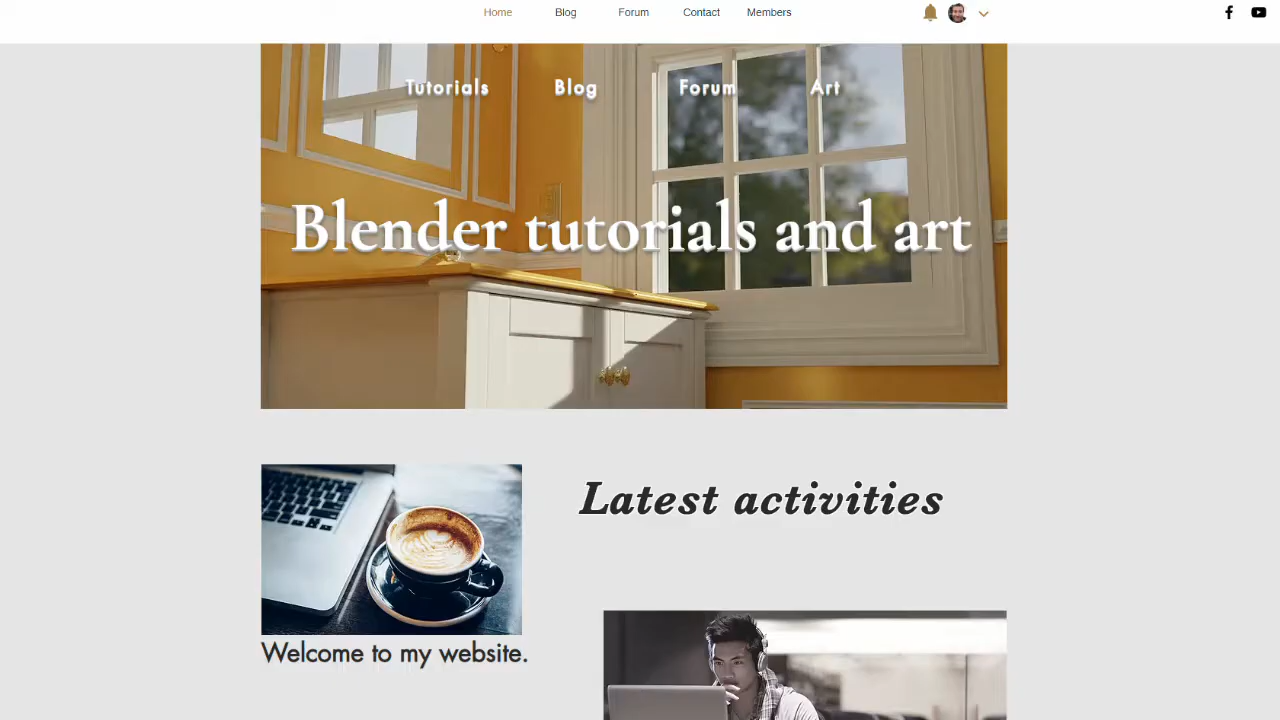 Home Blog Forum Contact Members
Tutorials Blog Forum Art
Blender tutorials and art
Latest activities
Welcome to my website.